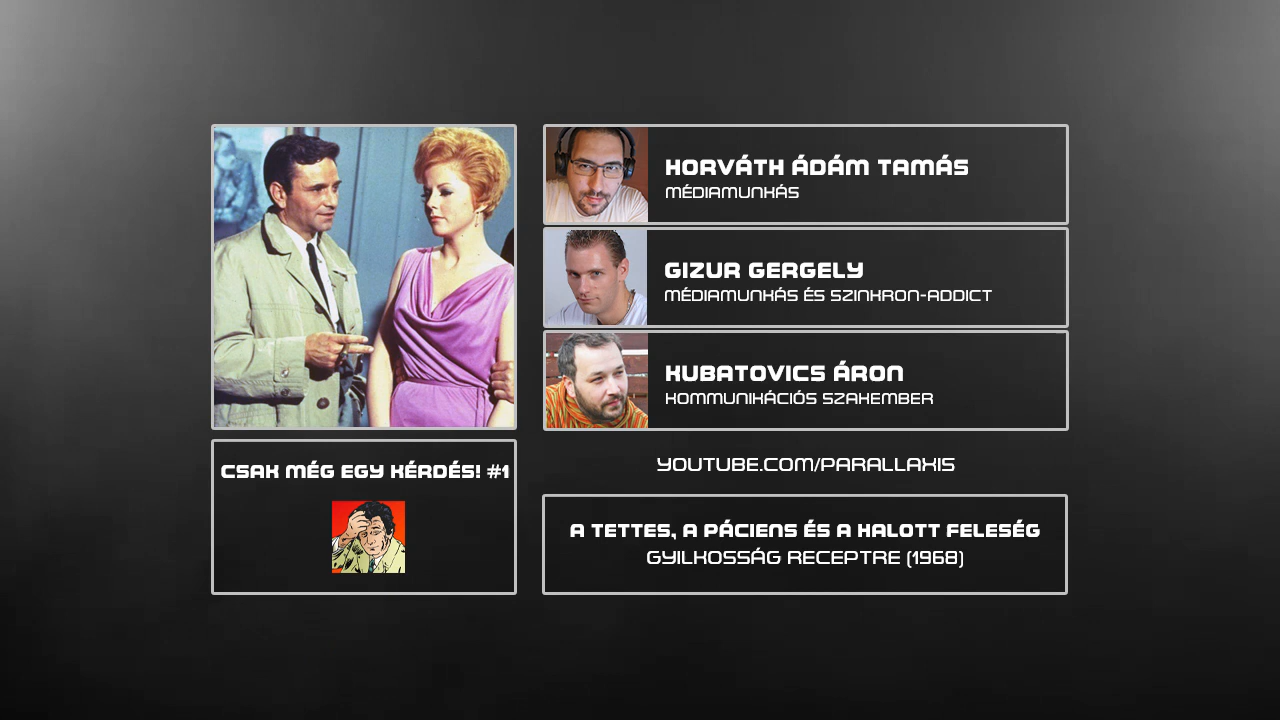 HORVÁTH ÁDÁM TAMÁS
MÉDIAMUNKÁS
GIZUR GERGELY
MÉDIAMUNKÁS ÉS SZINKRON-ADDICT
KUBATOVICS ÁRON
KOMMUNIKÁCIÓS SZAKEMBER
CSAK MÉG EGY KÉRDÉS! #1
YOUTUBE.COM/PARALLAXIS
A TETTES, A PÁCIENS ÉS A HALOTT FELESÉG
GYILKOSSÁG RECEPTRE (1968)